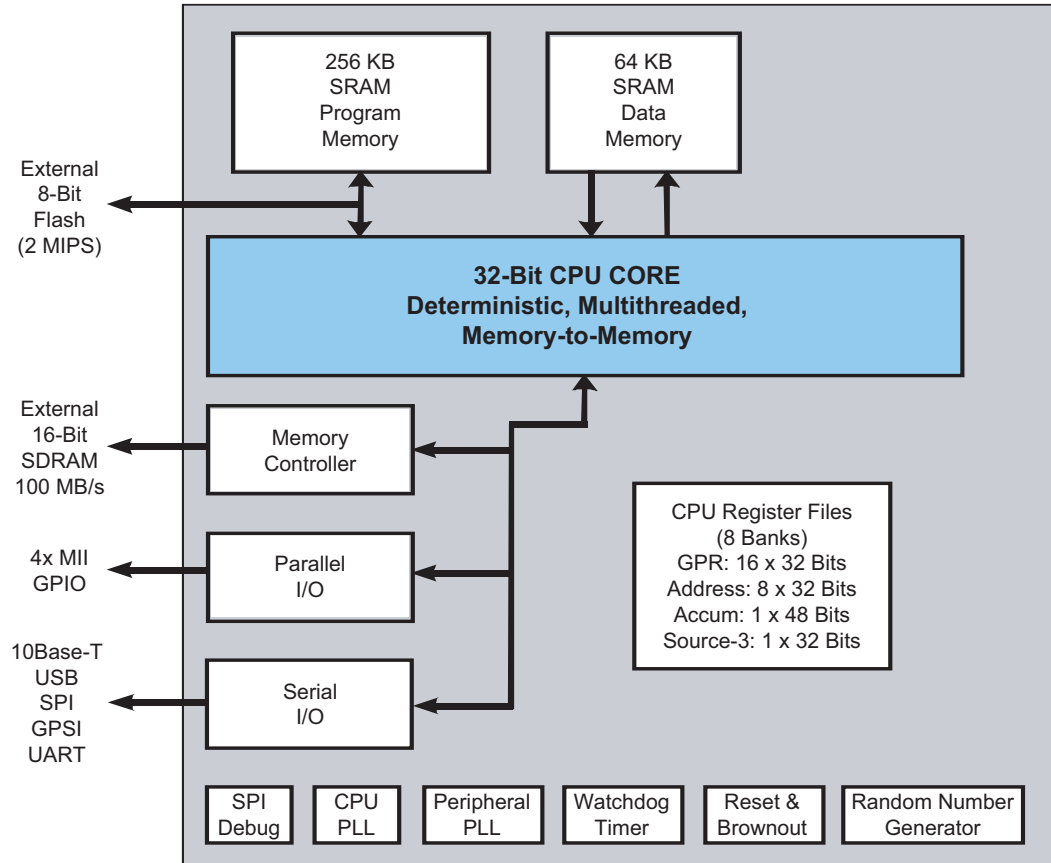 256 KB
SRAM
Program
Memory
64 KB
SRAM
Data
Memory
External
8-Bit
Flash
(2 MIPS)
32-Bit CPU CORE
Deterministic, Multithreaded,
Memory-to-Memory
External
16-Bit
SDRAM
100 MB/s
Memory
Controller
4x MII
GPIO
Parallel
I/O
10Base-T
USB
SPI
GPSI
UART
Serial
I/O
CPU Register Files
(8 Banks)
GPR: 16 x 32 Bits
Address: 8 x 32 Bits
Accum: 1 x 48 Bits
Source-3: 1 x 32 Bits
SPI
Debug
CPU
PLL
Peripheral
PLL
Watchdog
Timer
Reset &
Brownout
Random Number
Generator